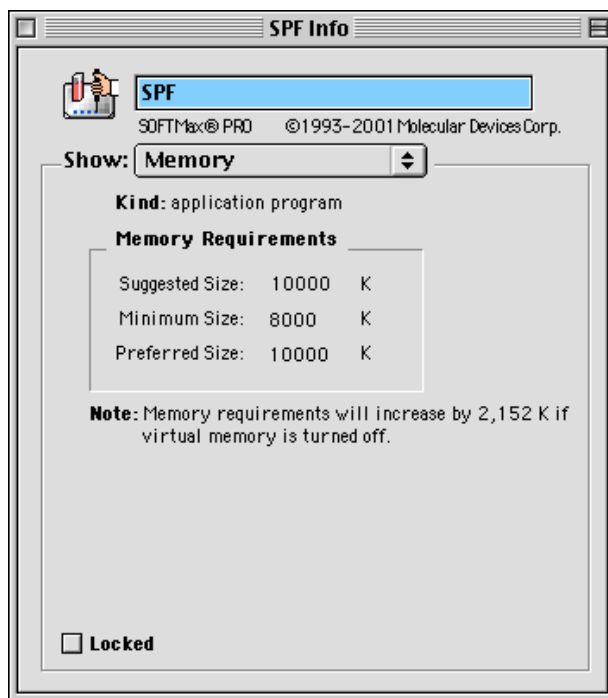 SPF Info
SPF
SOFTMax® PRO ©1993-2001 Molecular Devices Corp.
Show: Memory
Kind: application program
Memory Requirements
Suggested Size: 10000 K
Minimum Size: 8000 K
Preferred Size: 10000 K
Note: Memory requirements will increase by 2,152 K if
virtual memory is turned off.
Locked